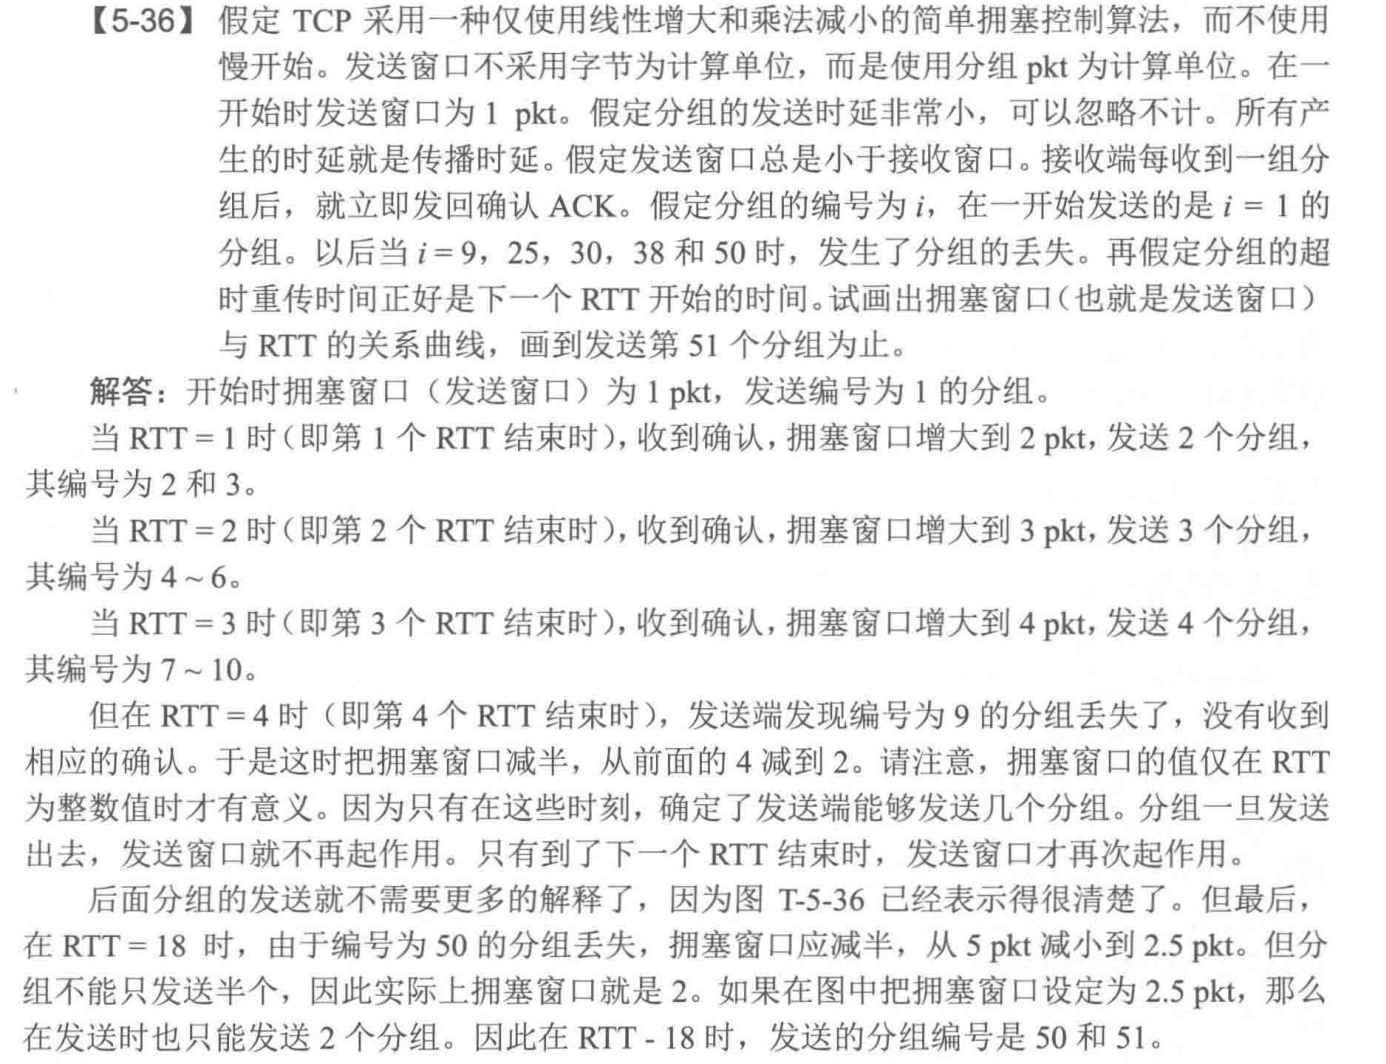 【5-36】 假定 TCP 采用一种仅使用线性增大和乘法减小的简单拥塞控制算法，而不使用
慢开始。发送窗口不采用字节为计算单位，而是使用分组 pkt 为计算单位。在一
开始时发送窗口为 1 pkt。假定分组的发送时延非常小，可以忽略不计。所有产
生的时延就是传播时延。假定发送窗口总是小于接收窗口。接收端每收到一组分
组后，就立即发回确认 ACK。假定分组的编号为 i，在一开始发送的是 i = 1 的
分组。以后当 i = 9，25，30，38 和 50 时，发生了分组的丢失。再假定分组的超
时重传时间正好是下一个 RTT 开始的时间。试画出拥塞窗口（也就是发送窗口）
与 RTT 的关系曲线，画到发送第 51 个分组为止。
解答：开始时拥塞窗口（发送窗口）为 1 pkt，发送编号为 1 的分组。
当 RTT = 1 时（即第 1 个 RTT 结束时），收到确认，拥塞窗口增大到 2 pkt，发送 2 个分组，
其编号为 2 和 3。
当 RTT = 2 时（即第 2 个 RTT 结束时），收到确认，拥塞窗口增大到 3 pkt，发送 3 个分组，
其编号为 4 ~ 6。
当 RTT = 3 时（即第 3 个 RTT 结束时），收到确认，拥塞窗口增大到 4 pkt，发送 4 个分组，
其编号为 7 ~ 10。
但在 RTT = 4 时（即第 4 个 RTT 结束时），发送端发现编号为 9 的分组丢失了，没有收到
相应的确认。于是这时把拥塞窗口减半，从前面的 4 减到 2。请注意，拥塞窗口的值仅在 RTT
为整数值时才有意义。因为只有在这些时刻，确定了发送端能够发送几个分组。分组一旦发送
出去，发送窗口就不再起作用。只有到了下一个 RTT 结束时，发送窗口才再次起作用。
后面分组的发送就不需要更多的解释了，因为图 T-5-36 已经表示得很清楚了。但最后，
在 RTT = 18 时，由于编号为 50 的分组丢失，拥塞窗口应减半，从 5 pkt 减小到 2.5 pkt。但分
组不能只发送半个，因此实际上拥塞窗口就是 2。如果在图中把拥塞窗口设定为 2.5 pkt，那么
在发送时也只能发送 2 个分组。因此在 RTT - 18 时，发送的分组编号是 50 和 51。